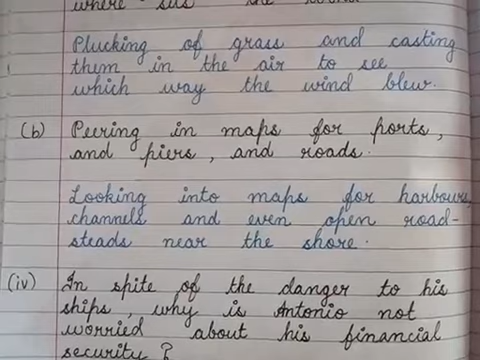 where
Plucking of grass and casting
them in the air to see
which way the wind blew.
(b) Peering in maps for ports,
and piers, and roads.
Looking into maps for harbours,
channels and even open road-
steads near the shore.
(iv) In spite of the danger to his
ships, why is Antonio not
worried about his financial
security?